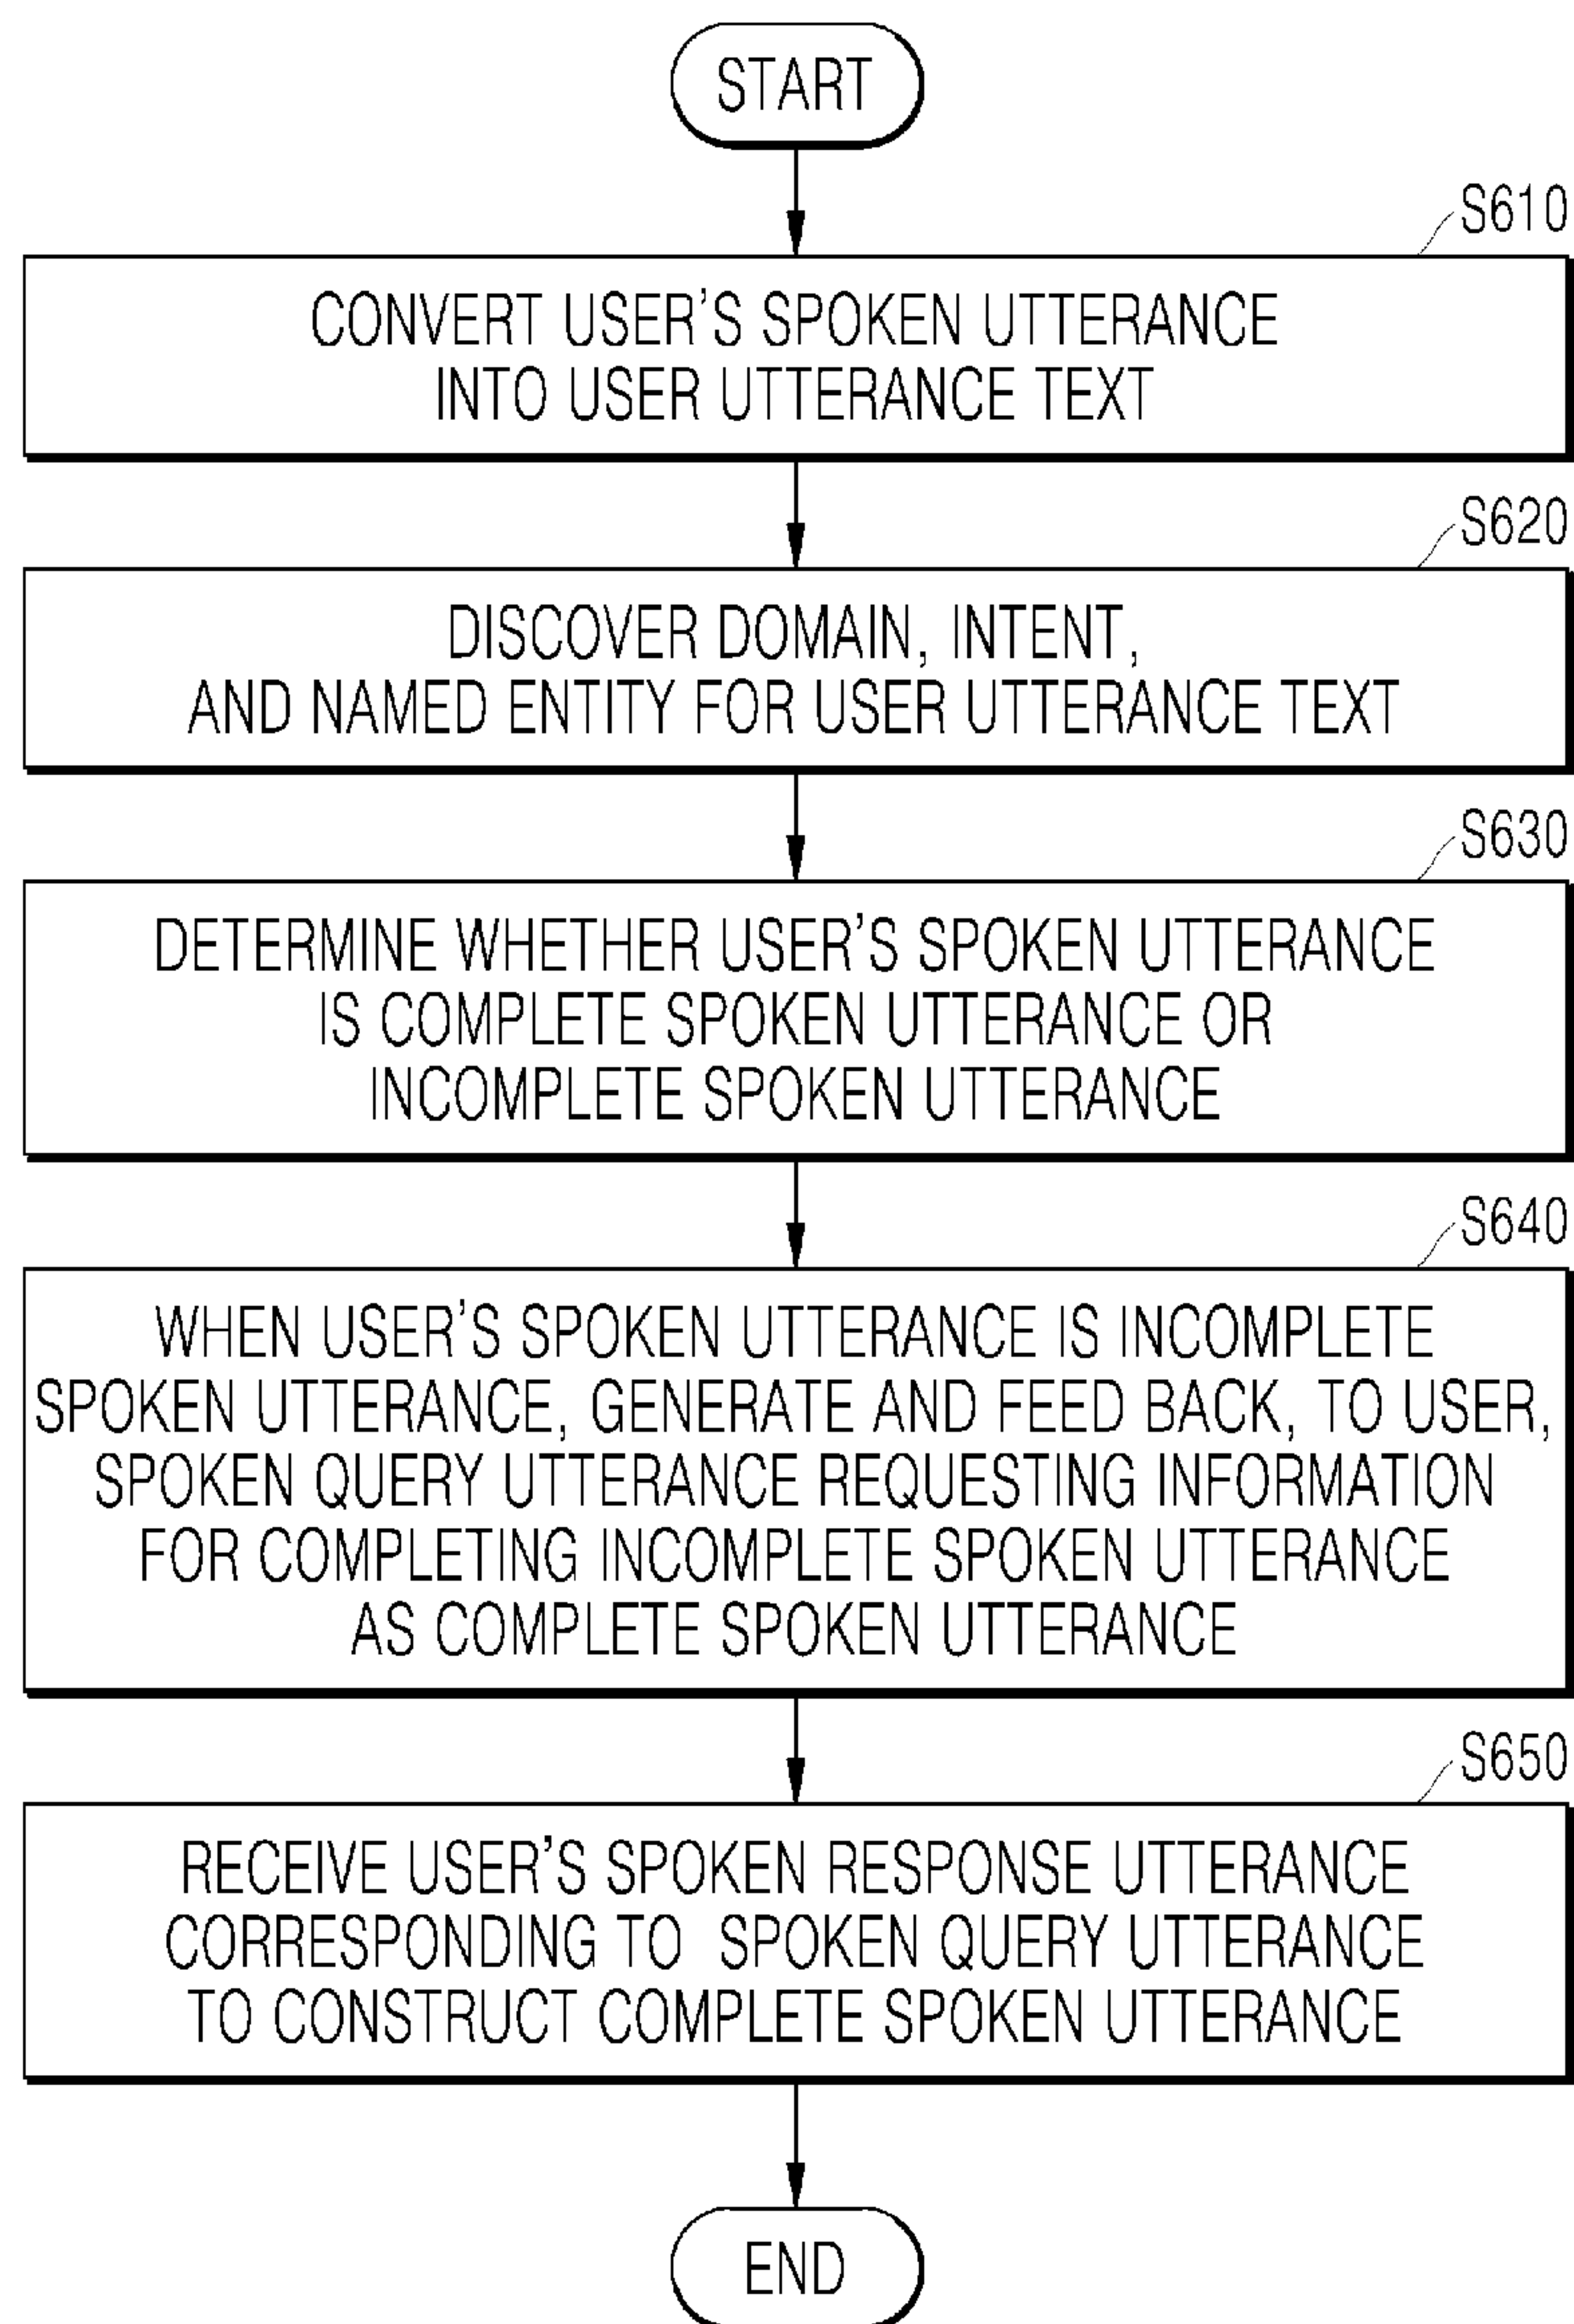 START
S610
CONVERT USER'S SPOKEN UTTERANCE
INTO USER UTTERANCE TEXT
S620
DISCOVER DOMAIN, INTENT,
AND NAMED ENTITY FOR USER UTTERANCE TEXT
S630
DETERMINE WHETHER USER'S SPOKEN UTTERANCE
IS COMPLETE SPOKEN UTTERANCE OR
INCOMPLETE SPOKEN UTTERANCE
S640
WHEN USER'S SPOKEN UTTERANCE IS INCOMPLETE
SPOKEN UTTERANCE, GENERATE AND FEED BACK, TO USER,
SPOKEN QUERY UTTERANCE REQUESTING INFORMATION
FOR COMPLETING INCOMPLETE SPOKEN UTTERANCE
AS COMPLETE SPOKEN UTTERANCE
S650
RECEIVE USER'S SPOKEN RESPONSE UTTERANCE
CORRESPONDING TO SPOKEN QUERY UTTERANCE
TO CONSTRUCT COMPLETE SPOKEN UTTERANCE
END